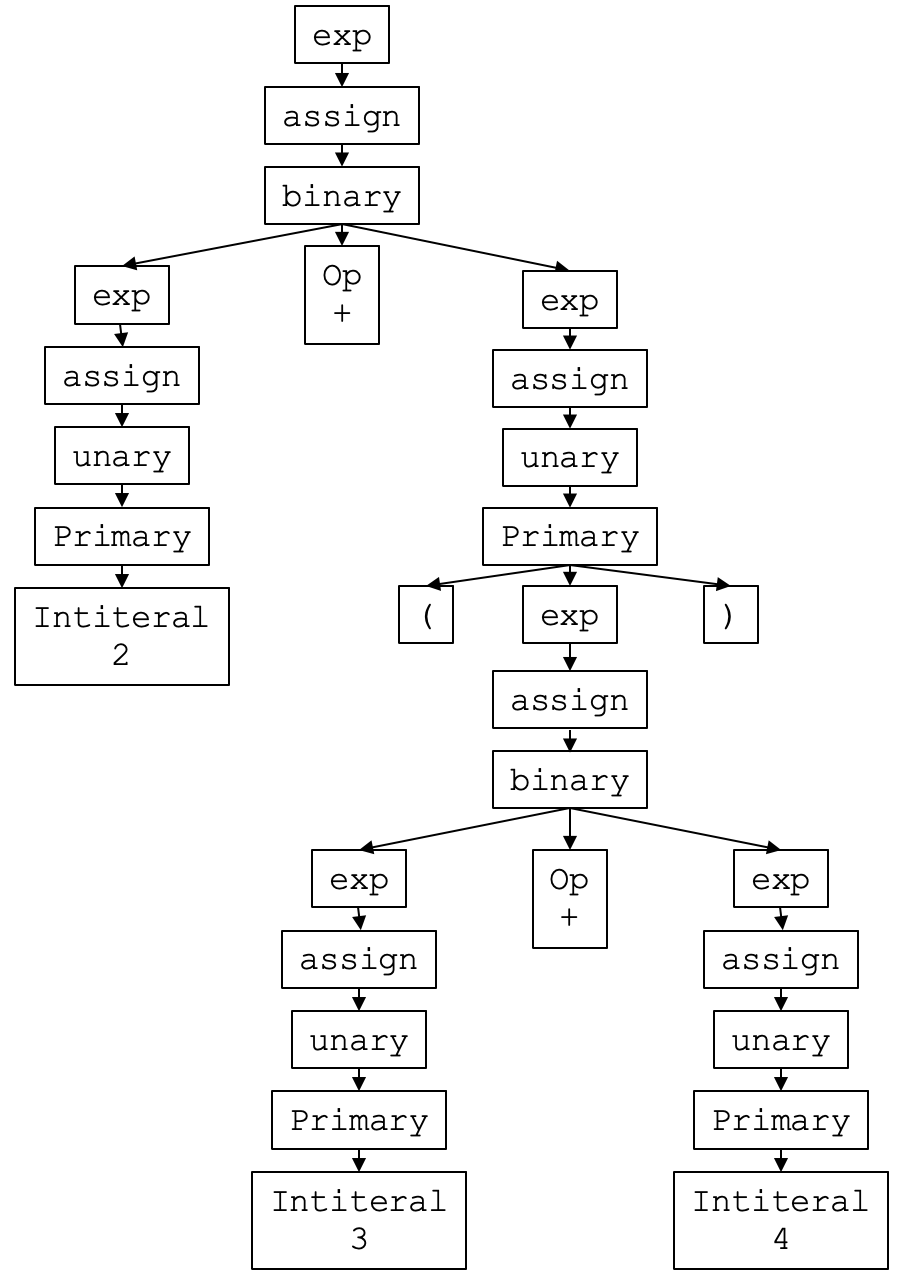 exp
assign
binary
exp
Op
+
exp
assign
assign
unary
unary
Primary
Primary
Intiteral
2
(
exp
)
assign
binary
exp
Op
+
exp
assign
assign
unary
unary
Primary
Primary
Intiteral
3
Intiteral
4